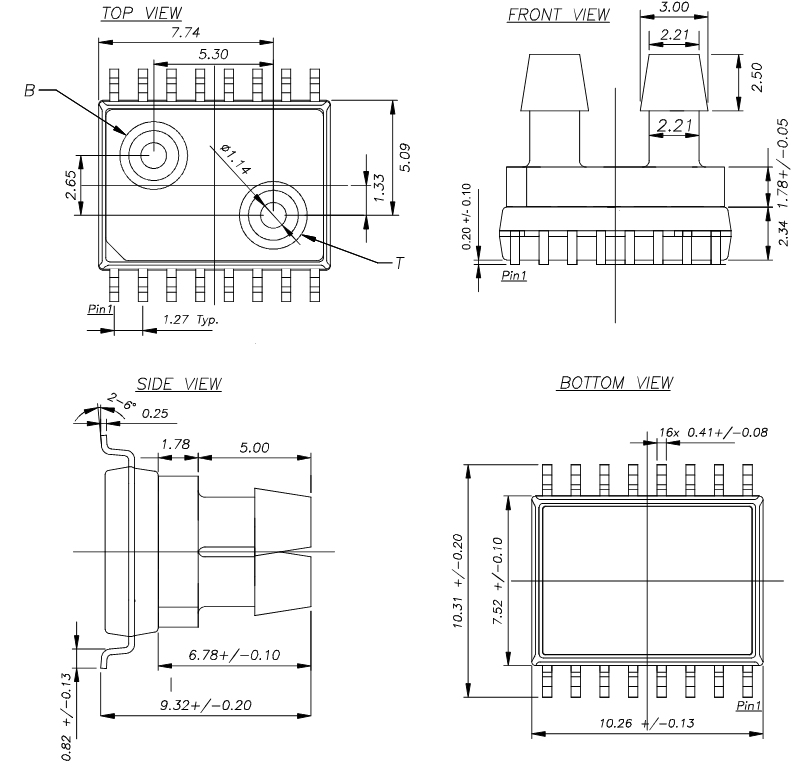 TOP VIEW
7.74
5.30
B
ø1.14
2.65
1.33
5.09
T
Pin1
1.27 Typ.
FRONT VIEW
3.00
2.21
2.50
2.21
1.78+/-0.05
0.20 +/- 0.10
2.34
Pin1
SIDE VIEW
2-6°
0.25
1.78
5.00
6.78+/-0.10
9.32+/-0.20
0.82 +/-0.13
BOTTOM VIEW
16x 0.41+/-0.08
10.31 +/-0.20
7.52 +/-0.10
Pin1
10.26 +/-0.13